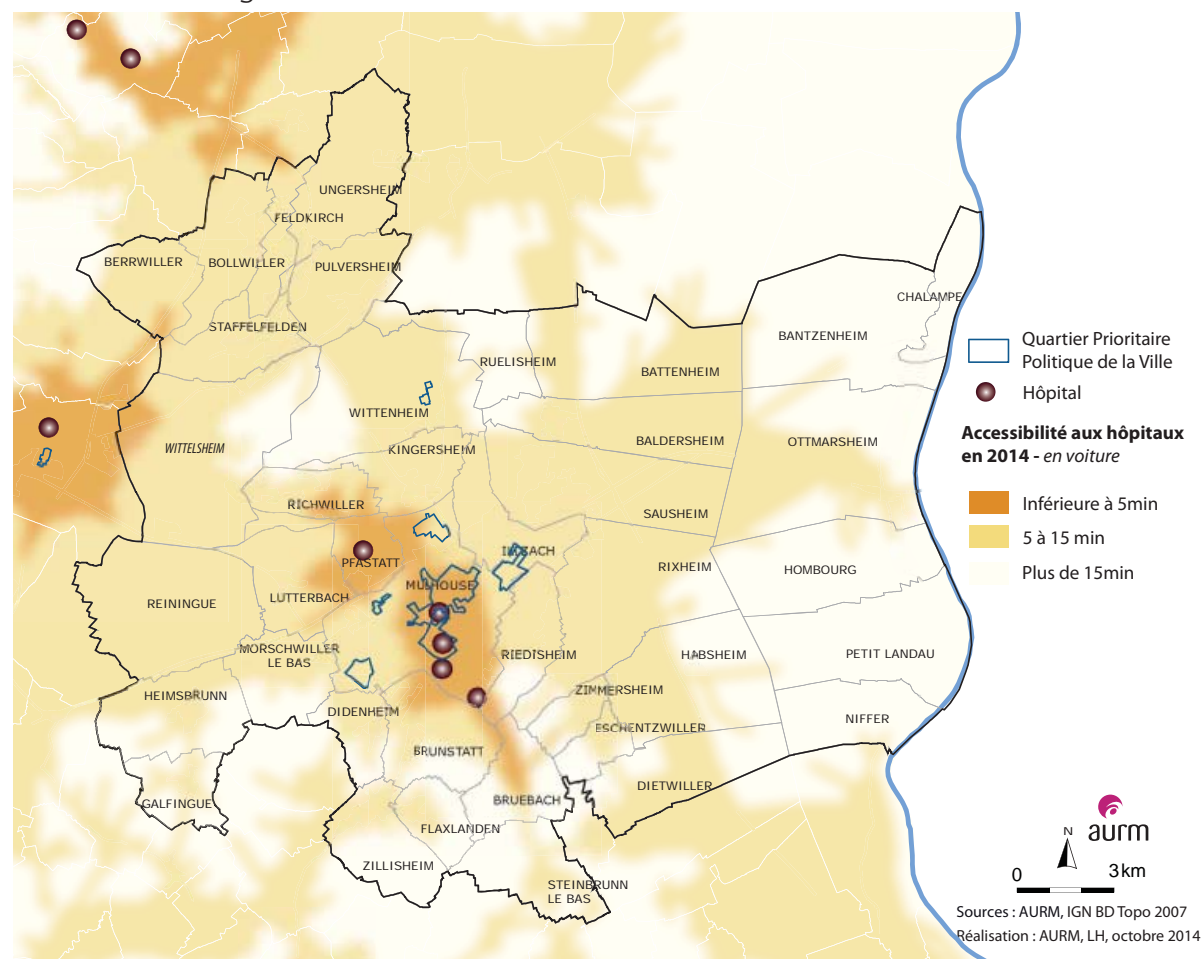 UNGERSHEIM
FELDKIRCH
BERRWILLER
BOLLWILLER
PULVERSHEIM
CHALAMPE
STAFFELFELDEN
BANTZENHEIM
RUELISHEIM
BATTENHEIM
WITTENHEIM
WITTELSHEIM
KINGERSHEIM
BALDERSHEIM
OTTMARSHEIM
RICHWILLER
SAUSHEIM
ILLZACH
PFASTATT
RIXHEIM
HOMBOURG
MULHOUSE
REININGUE
LUTTERBACH
MORSCHWILLER
LE BAS
RIEDISHEIM
HABSHEIM
PETIT LANDAU
HEIMSBRUNN
ZIMMERSHEIM
DIDENHEIM
NIFFER
ESCHENTZWILLER
BRUNSTATT
DIETWILLER
GALFINGUE
BRUEBACH
FLAXLANDEN
ZILLISHEIM
STEINBRUNN
LE BAS
Quartier Prioritaire
Politique de la Ville
Hôpital
Accessibilité aux hôpitaux
en 2014 - en voiture
Inférieure à 5min
5 à 15 min
Plus de 15min
N
aurm
0 3 km
Sources : AURM, IGN BD Topo 2007
Réalisation : AURM, LH, octobre 2014